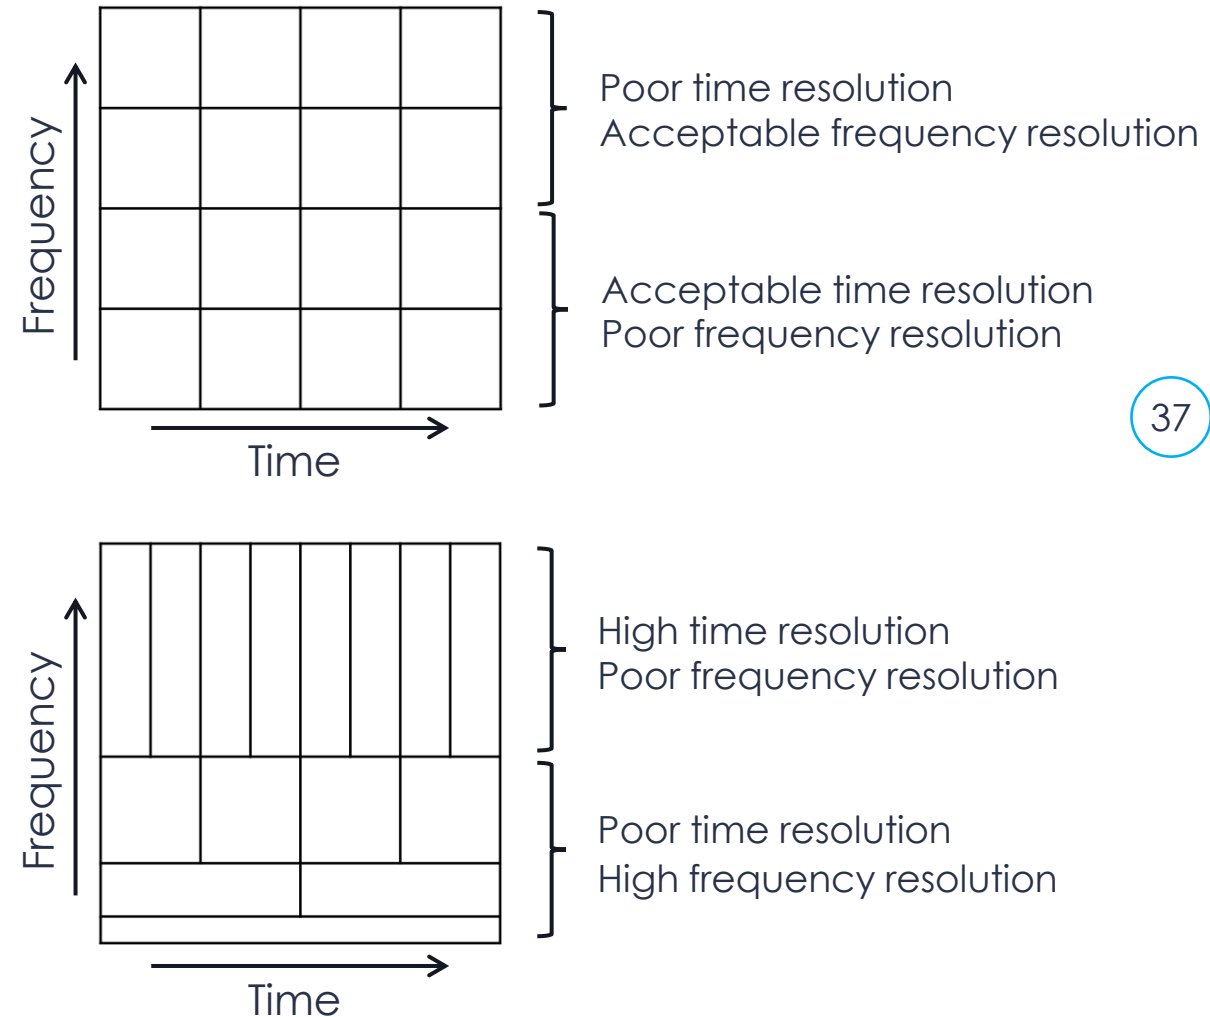 Frequency
Poor time resolution
Acceptable frequency resolution
Acceptable time resolution
Poor frequency resolution
Time
37
Frequency
High time resolution
Poor frequency resolution
Poor time resolution
High frequency resolution
Time